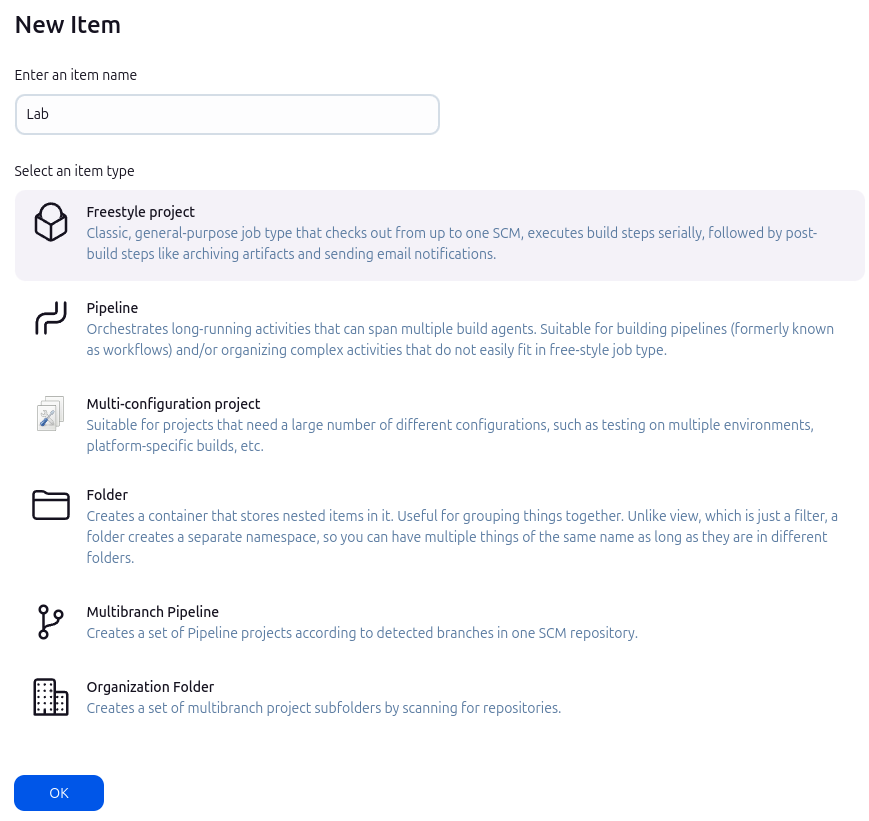 New Item
Enter an item name
Lab
Select an item type
Freestyle project
Classic, general-purpose job type that checks out from up to one SCM, executes build steps serially, followed by post-
build steps like archiving artifacts and sending email notifications.
Pipeline
Orchestrates long-running activities that can span multiple build agents. Suitable for building pipelines (formerly known
as workflows) and/or organizing complex activities that do not easily fit in free-style job type.
Multi-configuration project
Suitable for projects that need a large number of different configurations, such as testing on multiple environments,
platform-specific builds, etc.
Folder
Creates a container that stores nested items in it. Useful for grouping things together. Unlike view, which is just a filter, a
folder creates a separate namespace, so you can have multiple things of the same name as long as they are in different
folders.
Multibranch Pipeline
Creates a set of Pipeline projects according to detected branches in one SCM repository.
Organization Folder
Creates a set of multibranch project subfolders by scanning for repositories.
OK